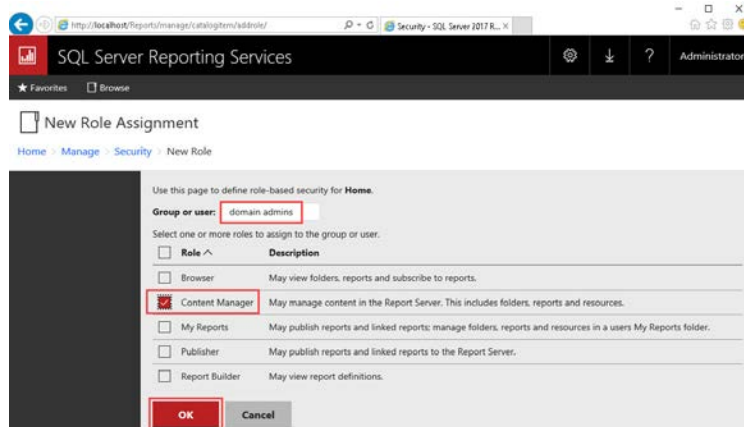 http://localhost/Reports/manage/catalogitem/addrole/
Security - SQL Server 2017 R...
SQL Server Reporting Services
?
Administrator
Favorites
Browse
New Role Assignment
Home > Manage > Security > New Role
Use this page to define role-based security for Home.
Group or user: domain admins
Select one or more roles to assign to the group or user.
Role Description
Browser May view folders, reports and subscribe to reports.
Content Manager May manage content in the Report Server. This includes folders, reports and resources.
My Reports May publish reports and linked reports; manage folders, reports and resources in a users My Reports folder.
Publisher May publish reports and linked reports to the Report Server.
Report Builder May view report definitions.
OK Cancel